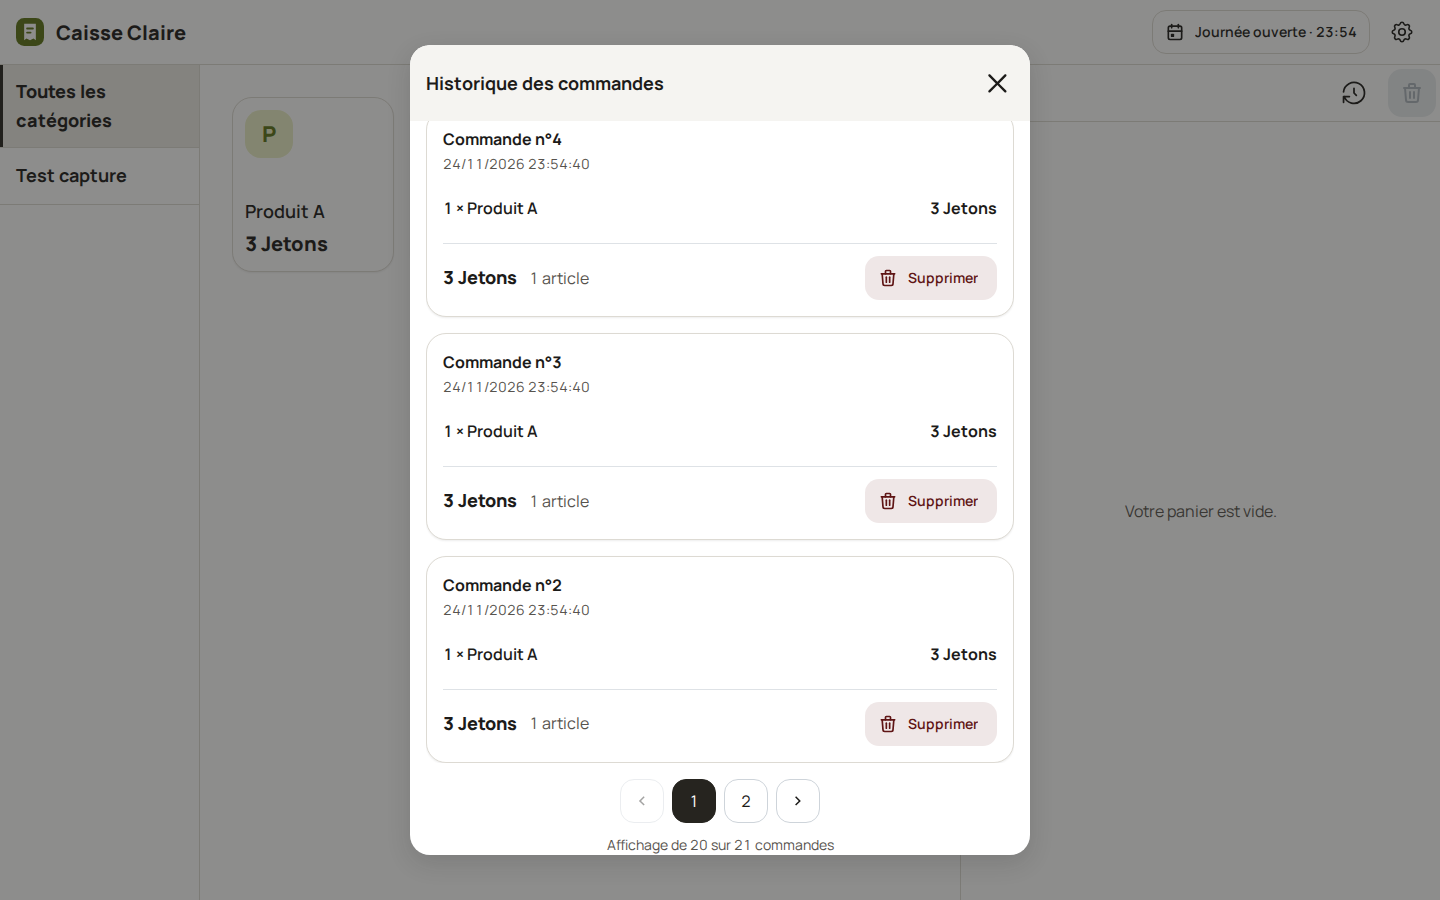 Caisse Claire
Journée ouverte · 23:54
Toutes les
catégories
Test capture
P
Produit A
3 Jetons
Historique des commandes
Commande n°4
24/11/2026 23:54:40
1 × Produit A
3 Jetons
3 Jetons
1 article
Supprimer
Commande n°3
24/11/2026 23:54:40
1 × Produit A
3 Jetons
3 Jetons
1 article
Supprimer
Commande n°2
24/11/2026 23:54:40
1 × Produit A
3 Jetons
3 Jetons
1 article
Supprimer
1
2
Affichage de 20 sur 21 commandes
Votre panier est vide.